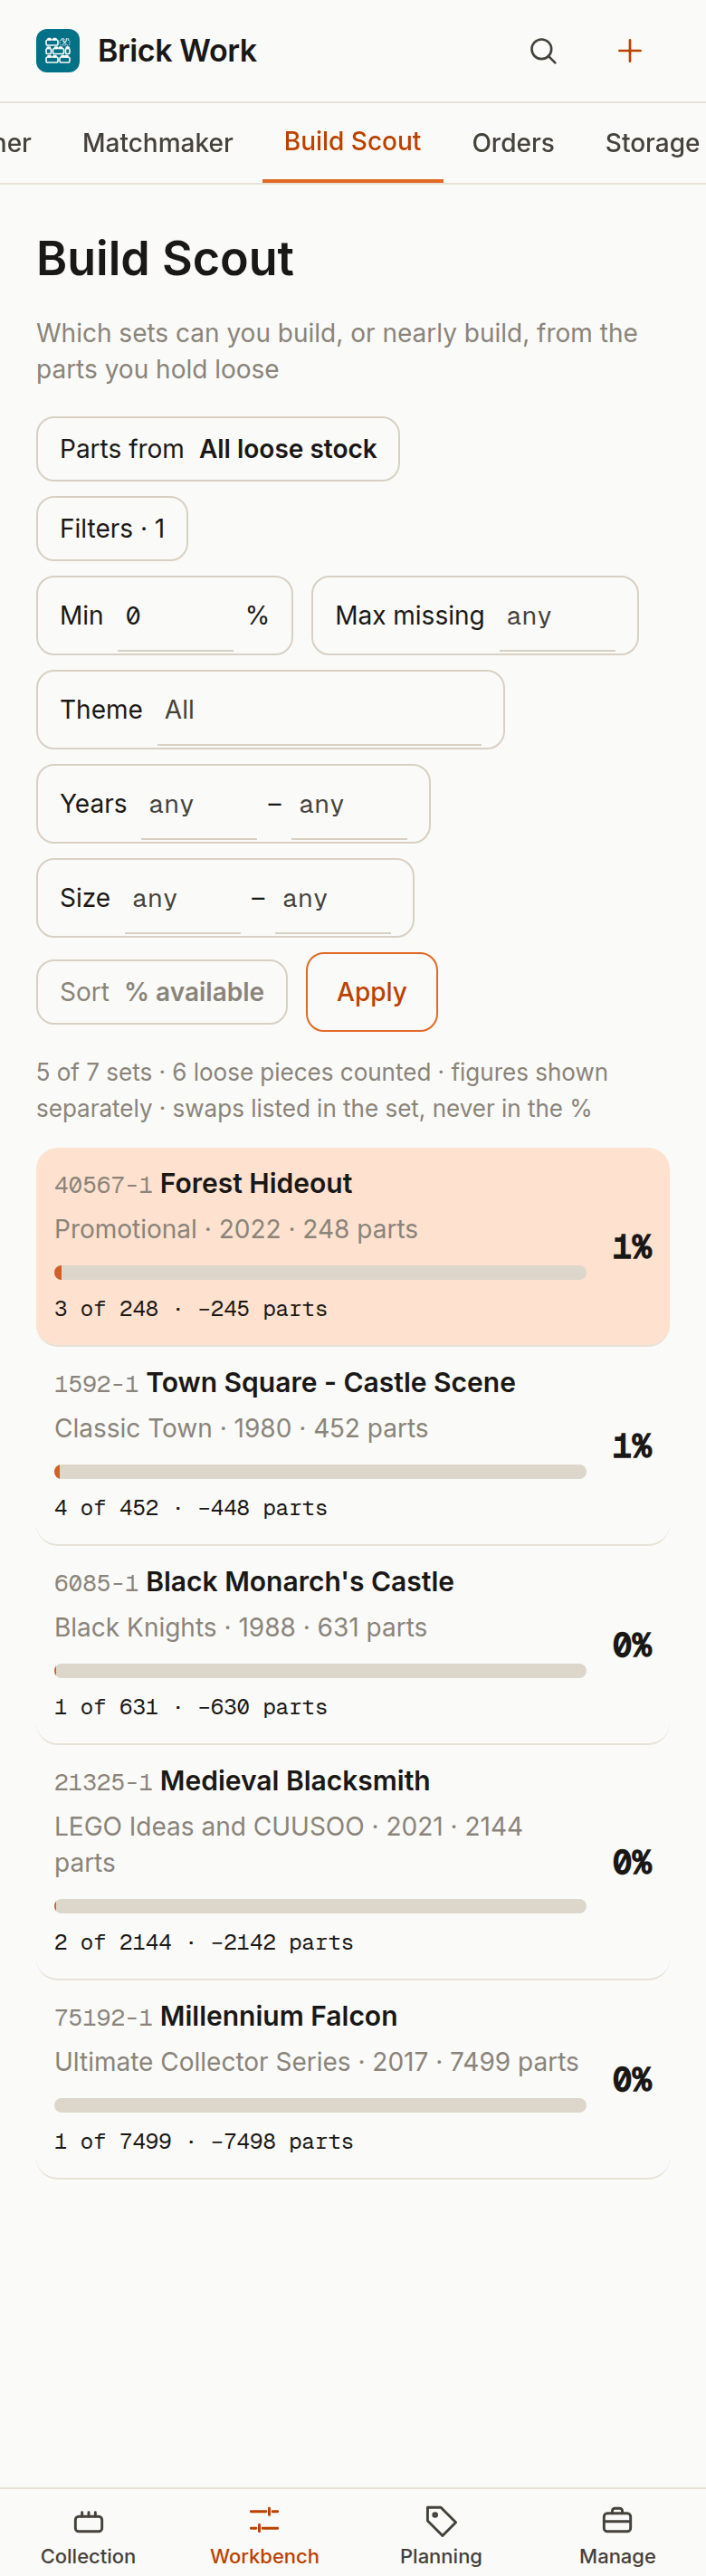 Brick Work
Matchmaker Build Scout Orders Storage
Build Scout
Which sets can you build, or nearly build, from the
parts you hold loose
Parts from All loose stock
Filters · 1
Min 0 % Max missing any
Theme All
Years any – any
Size any – any
Sort % available Apply
5 of 7 sets · 6 loose pieces counted · figures shown
separately · swaps listed in the set, never in the %
40567-1 Forest Hideout
Promotional · 2022 · 248 parts
1%
3 of 248 · −245 parts
1592-1 Town Square - Castle Scene
Classic Town · 1980 · 452 parts
1%
4 of 452 · −448 parts
6085-1 Black Monarch's Castle
Black Knights · 1988 · 631 parts
0%
1 of 631 · −630 parts
21325-1 Medieval Blacksmith
LEGO Ideas and CUUSOO · 2021 · 2144
parts
0%
2 of 2144 · −2142 parts
75192-1 Millennium Falcon
Ultimate Collector Series · 2017 · 7499 parts
0%
1 of 7499 · −7498 parts
Collection Workbench Planning Manage